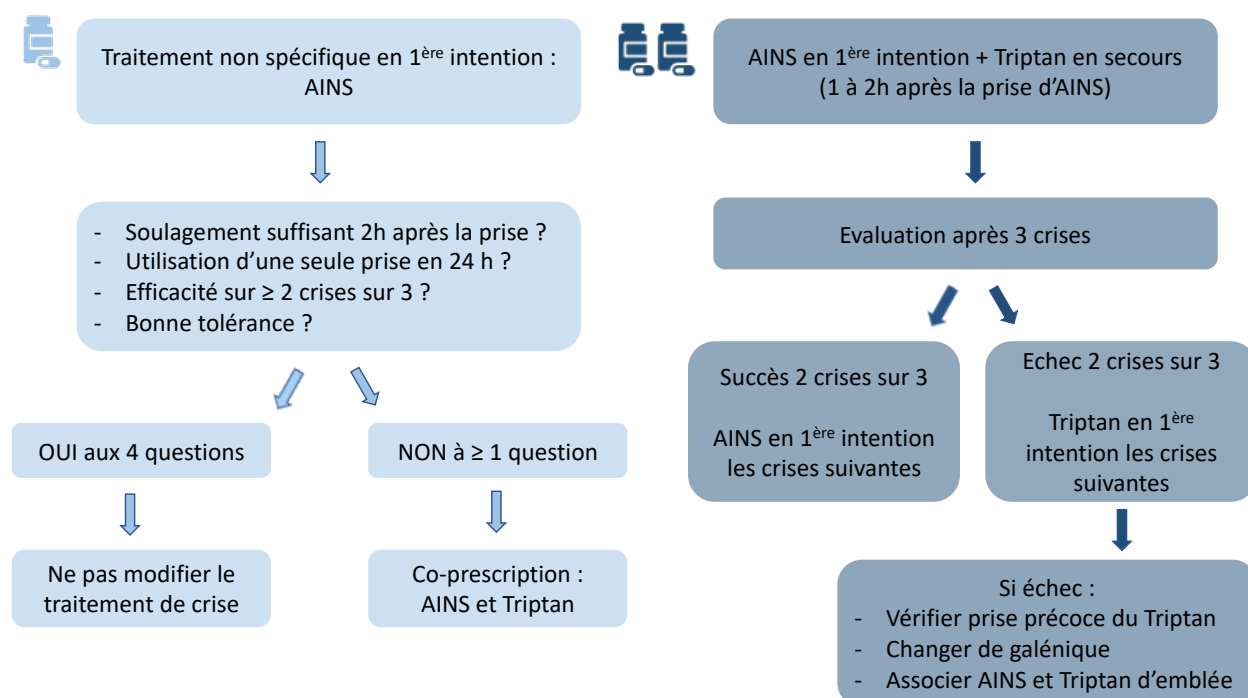 Traitement non spécifique en 1ère intention :
AINS
- Soulagement suffisant 2h après la prise ?
- Utilisation d'une seule prise en 24 h ?
- Efficacité sur ≥ 2 crises sur 3 ?
- Bonne tolérance ?
OUI aux 4 questions
NON à ≥ 1 question
Ne pas modifier le
traitement de crise
Co-prescription :
AINS et Triptan
AINS en 1ère intention + Triptan en secours
(1 à 2h après la prise d'AINS)
Evaluation après 3 crises
Succès 2 crises sur 3
AINS en 1ère intention
les crises suivantes
Echec 2 crises sur 3
Triptan en 1ère
intention les crises
suivantes
Si échec :
- Vérifier prise précoce du Triptan
- Changer de galénique
- Associer AINS et Triptan d'emblée